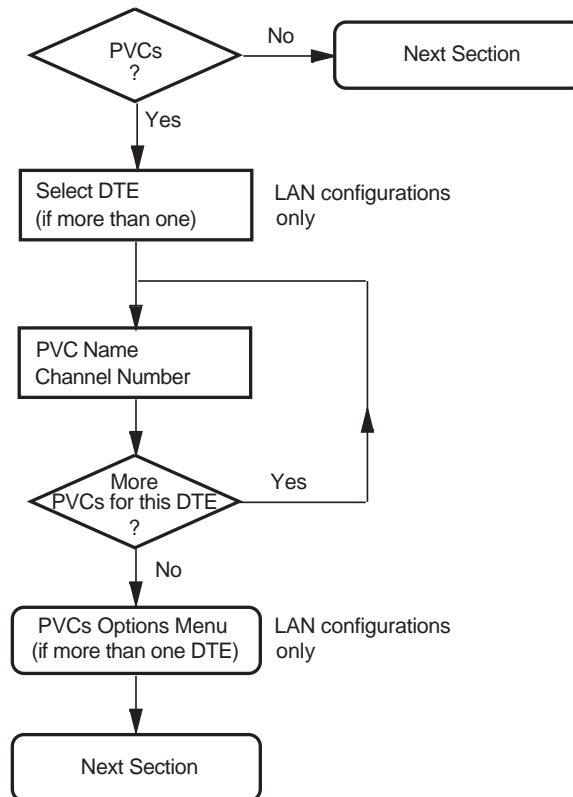 PVCs
?
No
Next Section
Yes
Select DTE
(if more than one)
LAN configurations
only
PVC Name
Channel Number
More
PVCs for this DTE
?
Yes
No
PVCs Options Menu
(if more than one DTE)
LAN configurations
only
Next Section